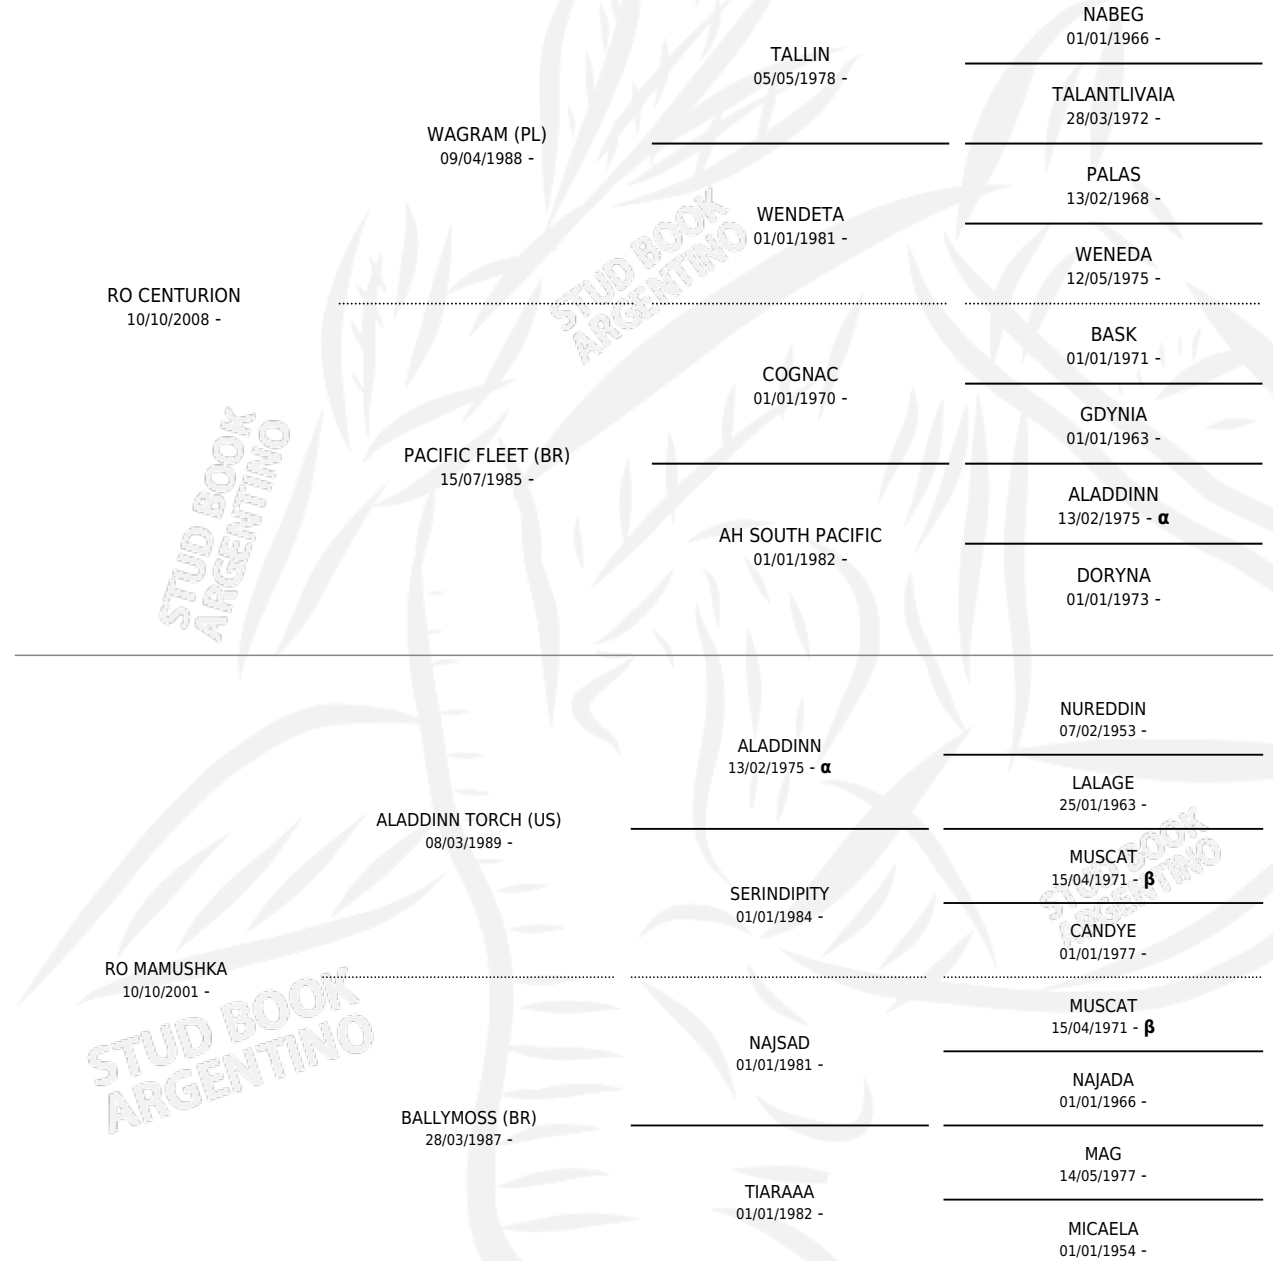 NABEG
01/01/1966 -
TALLIN
05/05/1978 -
TALANTLIVAIA
28/03/1972 -
WAGRAM (PL)
09/04/1988 -
PALAS
13/02/1968 -
WENDETA
01/01/1981 -
WENEDA
12/05/1975 -
RO CENTURION
10/10/2008 -
BASK
01/01/1971 -
COGNAC
01/01/1970 -
GDYNIA
01/01/1963 -
PACIFIC FLEET (BR)
15/07/1985 -
ALADDINN
13/02/1975 - α
AH SOUTH PACIFIC
01/01/1982 -
DORYNA
01/01/1973 -
STUD BOOK
ARGENTINO
STUD BOOK
ARGENTINO
NUREDDIN
07/02/1953 -
ALADDINN
13/02/1975 - α
LALAGE
25/01/1963 -
ALADDINN TORCH (US)
08/03/1989 -
MUSCAT
15/04/1971 - β
SERINDIPITY
01/01/1984 -
CANDYE
01/01/1977 -
RO MAMUSHKA
10/10/2001 -
MUSCAT
15/04/1971 - β
NAJSAD
01/01/1981 -
NAJADA
01/01/1966 -
BALLYMOSS (BR)
28/03/1987 -
MAG
14/05/1977 -
TIARAAA
01/01/1982 -
MICAELA
01/01/1954 -
STUD BOOK
ARGENTINO
STUD BOOK
ARGENTINO